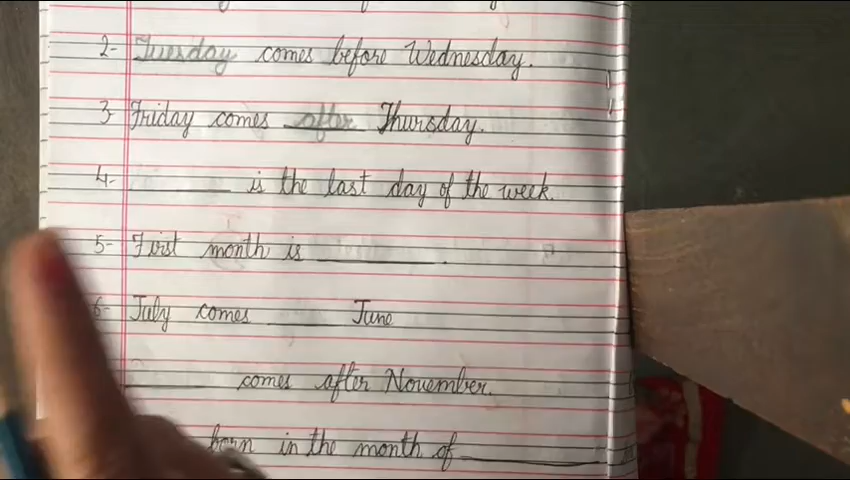 2- Tuesday comes before Wednesday.
3- Friday comes after Thursday.
4- ______ is the last day of the week.
5- First month is ______.
6- July comes ____ June
______ comes after November.
born in the month of ______